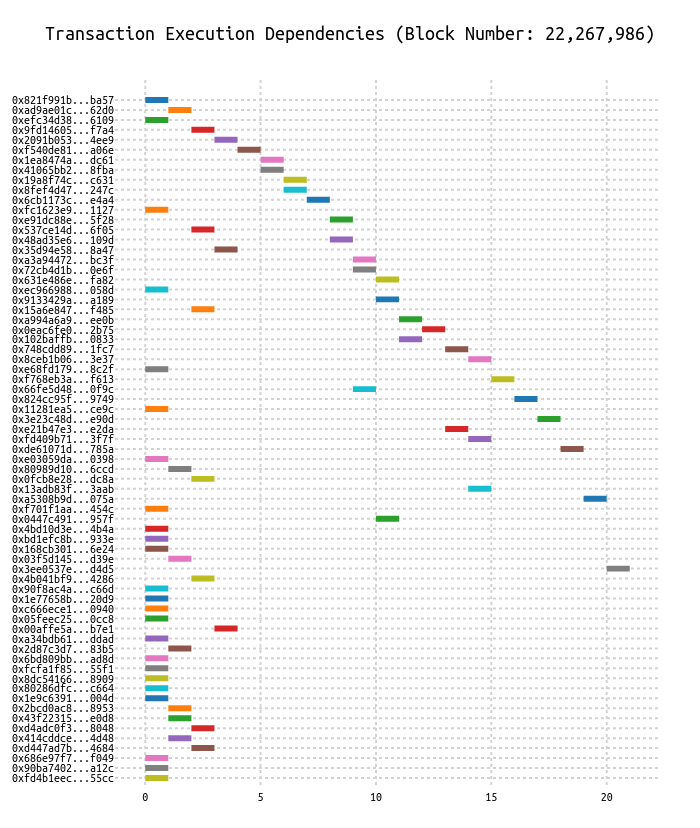 Transaction Execution Dependencies (Block Number: 22,267,986)
0x821f991b...ba57
0xad9ae01c...62d0
0xefc34d38...6109
0x9fd14605...f7a4
0x2091b053...4ee9
0xf540de81...a06e
0x1ea8474a...dc61
0x41065bb2...8fba
0x19a8f74c...c631
0x8fef4d47...247c
0x6cb1173c...e4a4
0xfc1623e9...1127
0xe91dc88e...5f28
0x537ce14d...6f05
0x48ad35e6...109d
0x35d94e58...8a47
0xa3a94472...bc3f
0x72cb4d1b...0e6f
0x631e486e...fa82
0xec966988...058d
0x9133429a...a189
0x15a6e847...f485
0xa994a6a9...ee0b
0x0eac6fe0...2b75
0x102baffb...0833
0x748cdd89...1fc7
0x8ceb1b06...3e37
0xe68fd179...8c2f
0xf768eb3a...f613
0x66fe5d48...0f9c
0x824cc95f...9749
0x11281ea5...ce9c
0x3e23c48d...e90d
0xe21b47e3...e2da
0xfd409b71...3f7f
0xde61071d...785a
0xe03059da...0398
0x80989d10...6ccd
0x0fcb8e28...dc8a
0x13adb83f...3aab
0xa5308b9d...075a
0xf701f1aa...454c
0x0447c491...957f
0x4bd10d3e...4b4a
0xbd1efc8b...933e
0x168cb301...6e24
0x03f5d145...d39e
0x3ee0537e...d4d5
0x4b041bf9...4286
0x90f8ac4a...c66d
0x1e77658b...20d9
0xc666ece1...0940
0x05feec25...0cc8
0x00affe5a...b7e1
0xa34bdb61...ddad
0x2d87c3d7...83b5
0x6bd809bb...ad8d
0xfcfa1f85...55f1
0x8dc54166...8909
0x80286dfc...c664
0x1e9c6391...004d
0x2bcd0ac8...8953
0x43f22315...e0d8
0xd4adc0f3...8048
0x414cddce...4d48
0xd447ad7b...4684
0x686e97f7...f049
0x90ba7402...a12c
0xfd4b1eec...55cc
0 5 10 15 20